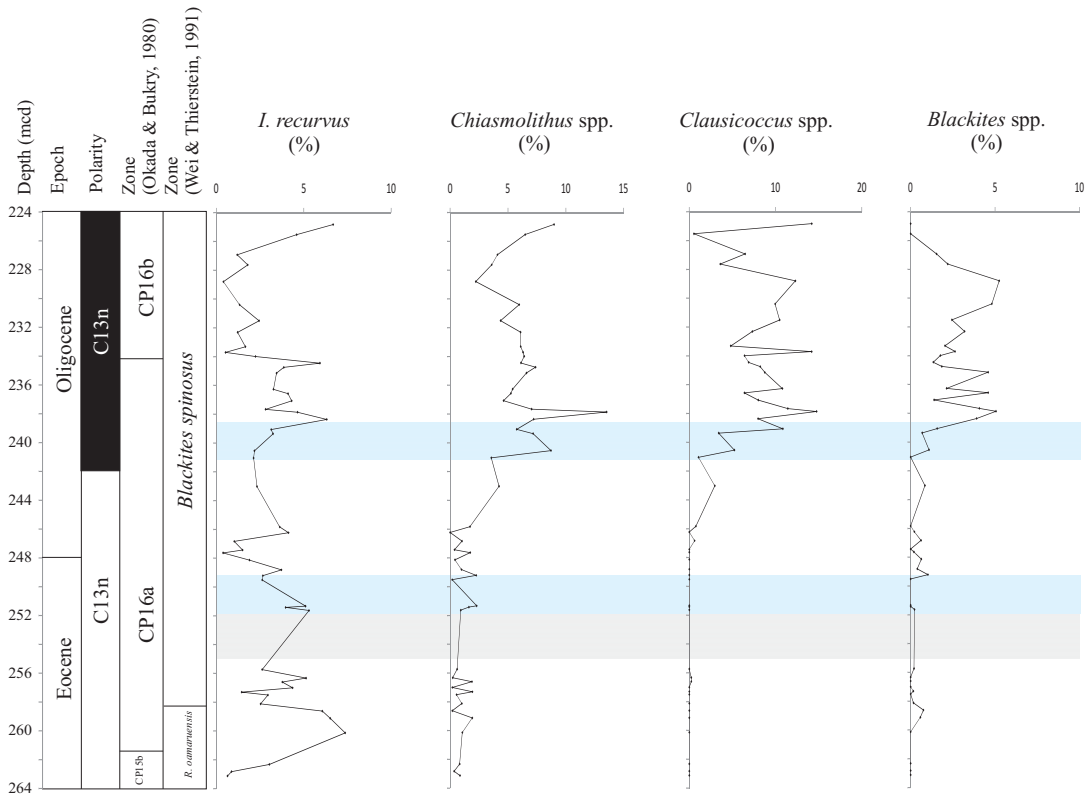 Depth (mcd)
Epoch
Polarity
Zone
(Okada & Bukry, 1980)
Zone
(Wei & Thierstein, 1991)
I. recurvus
(%)
Chiasmolithus spp.
(%)
Clausicoccus spp.
(%)
Blackites spp.
(%)
0 5 10
0 5 10 15
0 10 20
0 5 10
224
228
232
236
240
244
248
252
256
260
264
Oligocene
Eocene
C13n
C13n
CP16b
CP16a
CP15b
Blackites spinosus
R. oamaruensis